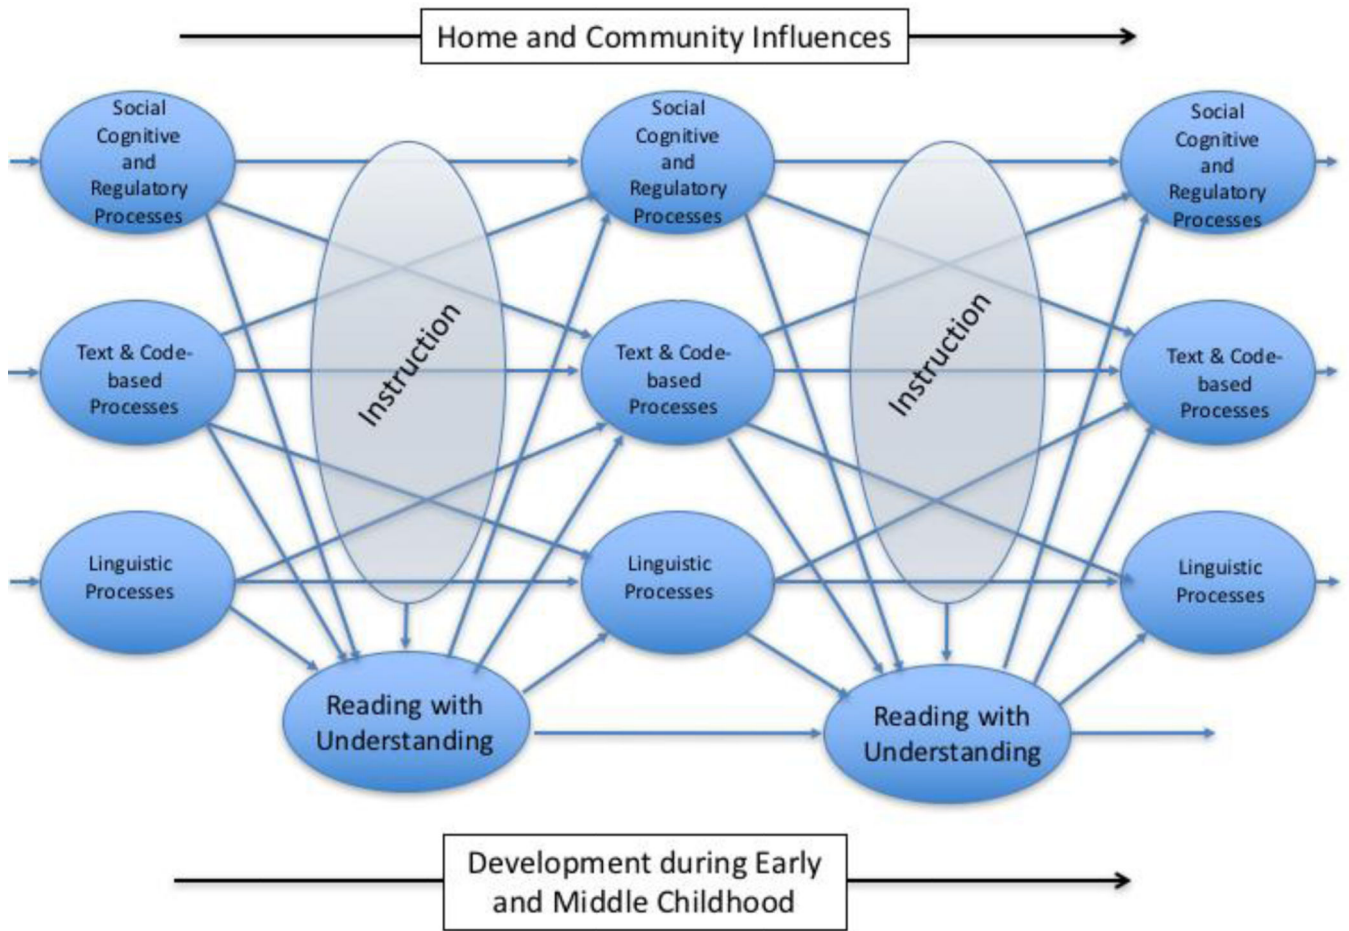 Home and Community Influences
Social
Cognitive
and
Regulatory
Processes
Social
Cognitive
and
Regulatory
Processes
Social
Cognitive
and
Regulatory
Processes
Instruction
Instruction
Text & Code-
based
Processes
Text & Code-
based
Processes
Text & Code-
based
Processes
Linguistic
Processes
Linguistic
Processes
Linguistic
Processes
Reading with
Understanding
Reading with
Understanding
Development during Early
and Middle Childhood